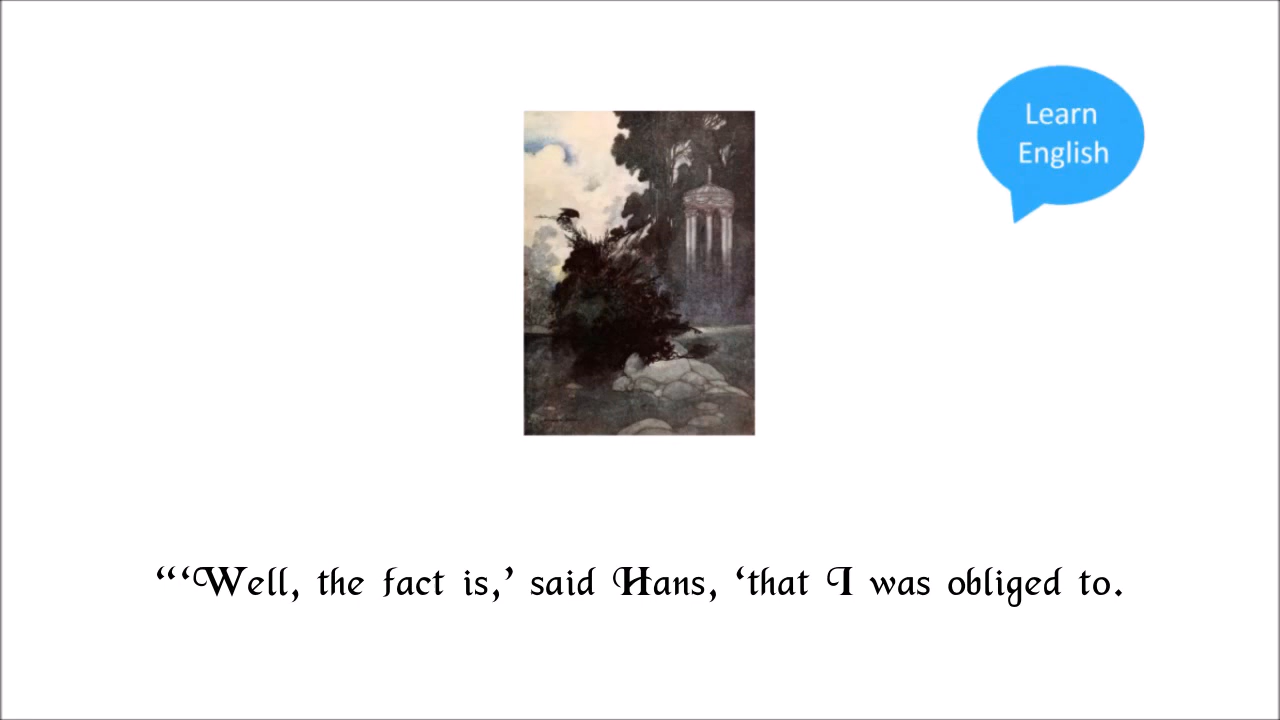 Learn
English
“‘Well, the fact is,’ said Hans, ‘that I was obliged to.